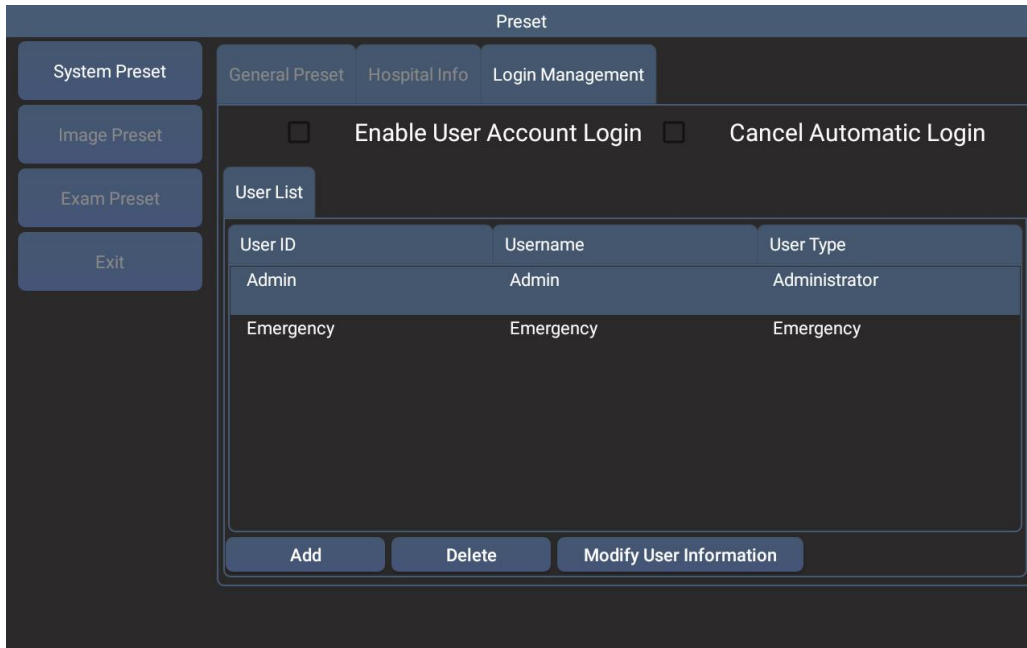 Preset
System Preset
General Preset Hospital Info Login Management
Image Preset
Enable User Account Login Cancel Automatic Login
Exam Preset
User List
Exit
User ID Username User Type
Admin Admin Administrator
Emergency Emergency Emergency
Add Delete Modify User Information